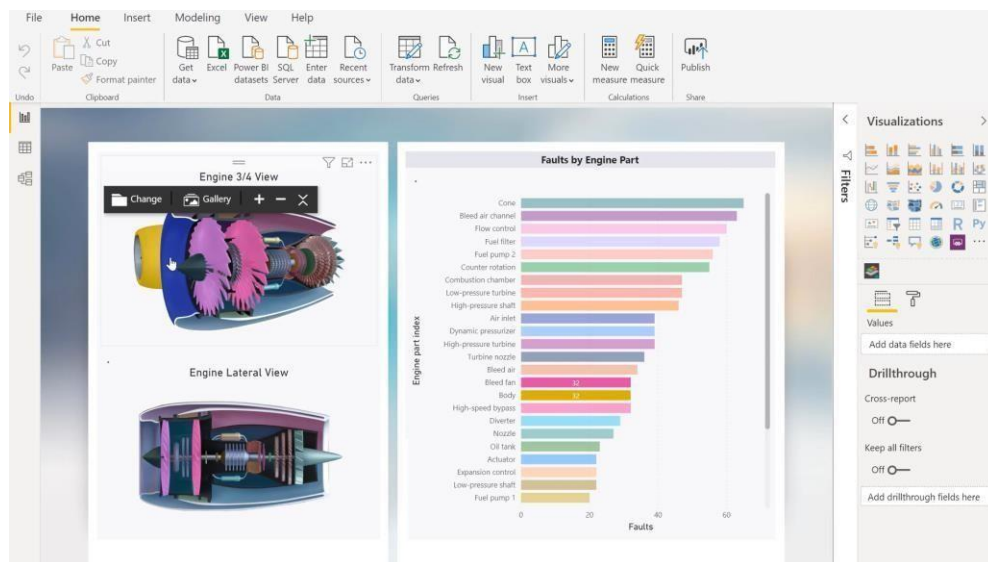 File Home Insert Modeling View Help
Paste
Cut
Copy
Format painter
Get data
Excel
Power BI datasets
SQL Server
Enter data
Recent sources
Transform data
Refresh
New visual
Text box
More visuals
New measure
Quick measure
Publish
Undo Clipboard Data Queries Insert Calculations Share
Engine 3/4 View
Change Gallery
Engine Lateral View
Faults by Engine Part
Engine part index
Cone
Bleed air channel
Flow control
Fuel filter
Fuel pump 2
Counter rotation
Combustion chamber
Low-pressure turbine
High-pressure shaft
Air inlet
Dynamic pressurizer
High-pressure turbine
Turbine nozzle
Bleed air
Bleed fan 32
Body 32
High-speed bypass
Diverter
Nozzle
Oil tank
Actuator
Expansion control
Low-pressure shaft
Fuel pump 1
0 20 40 60
Faults
Filters
Visualizations
R Py
Values
Add data fields here
Drillthrough
Cross-report
Off
Keep all filters
Off
Add drillthrough fields here